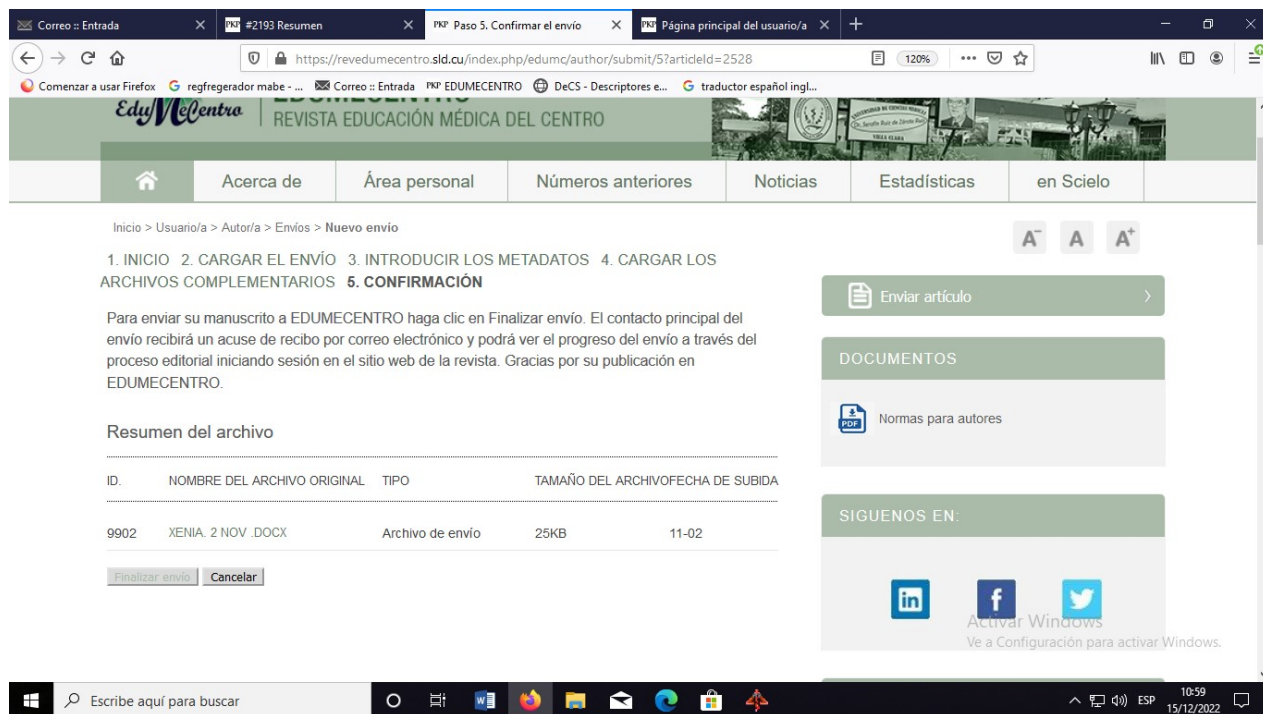 Correo :: Entrada
PKP #2193 Resumen
PKP Paso 5. Confirmar el envío
PKP Página principal del usuario/a
https://revedumecentro.sld.cu/index.php/edumc/author/submit/5?articleId=2528
120%
Comenzar a usar Firefox
G regfregerador mabe - ...
Correo :: Entrada
PKP EDUMECENTRO
DeCS - Descriptores e...
G traductor español ingl...
EduMeCentro
EDUMECENTRO
REVISTA EDUCACIÓN MÉDICA DEL CENTRO
Acerca de
Área personal
Números anteriores
Noticias
Estadísticas
en Scielo
Inicio > Usuario/a > Autor/a > Envíos > Nuevo envío
A- A A+
1. INICIO 2. CARGAR EL ENVÍO 3. INTRODUCIR LOS METADATOS 4. CARGAR LOS
ARCHIVOS COMPLEMENTARIOS 5. CONFIRMACIÓN
Para enviar su manuscrito a EDUMECENTRO haga clic en Finalizar envío. El contacto principal del
envío recibirá un acuse de recibo por correo electrónico y podrá ver el progreso del envío a través del
proceso editorial iniciando sesión en el sitio web de la revista. Gracias por su publicación en
EDUMECENTRO.
Resumen del archivo
ID. NOMBRE DEL ARCHIVO ORIGINAL TIPO TAMAÑO DEL ARCHIVOFECHA DE SUBIDA
9902 XENIA. 2 NOV .DOCX Archivo de envío 25KB 11-02
Finalizar envío Cancelar
Enviar artículo
DOCUMENTOS
PDF Normas para autores
SIGUENOS EN:
in f
Activar Windows
Ve a Configuración para activar Windows.
Escribe aquí para buscar
ESP
10:59
15/12/2022